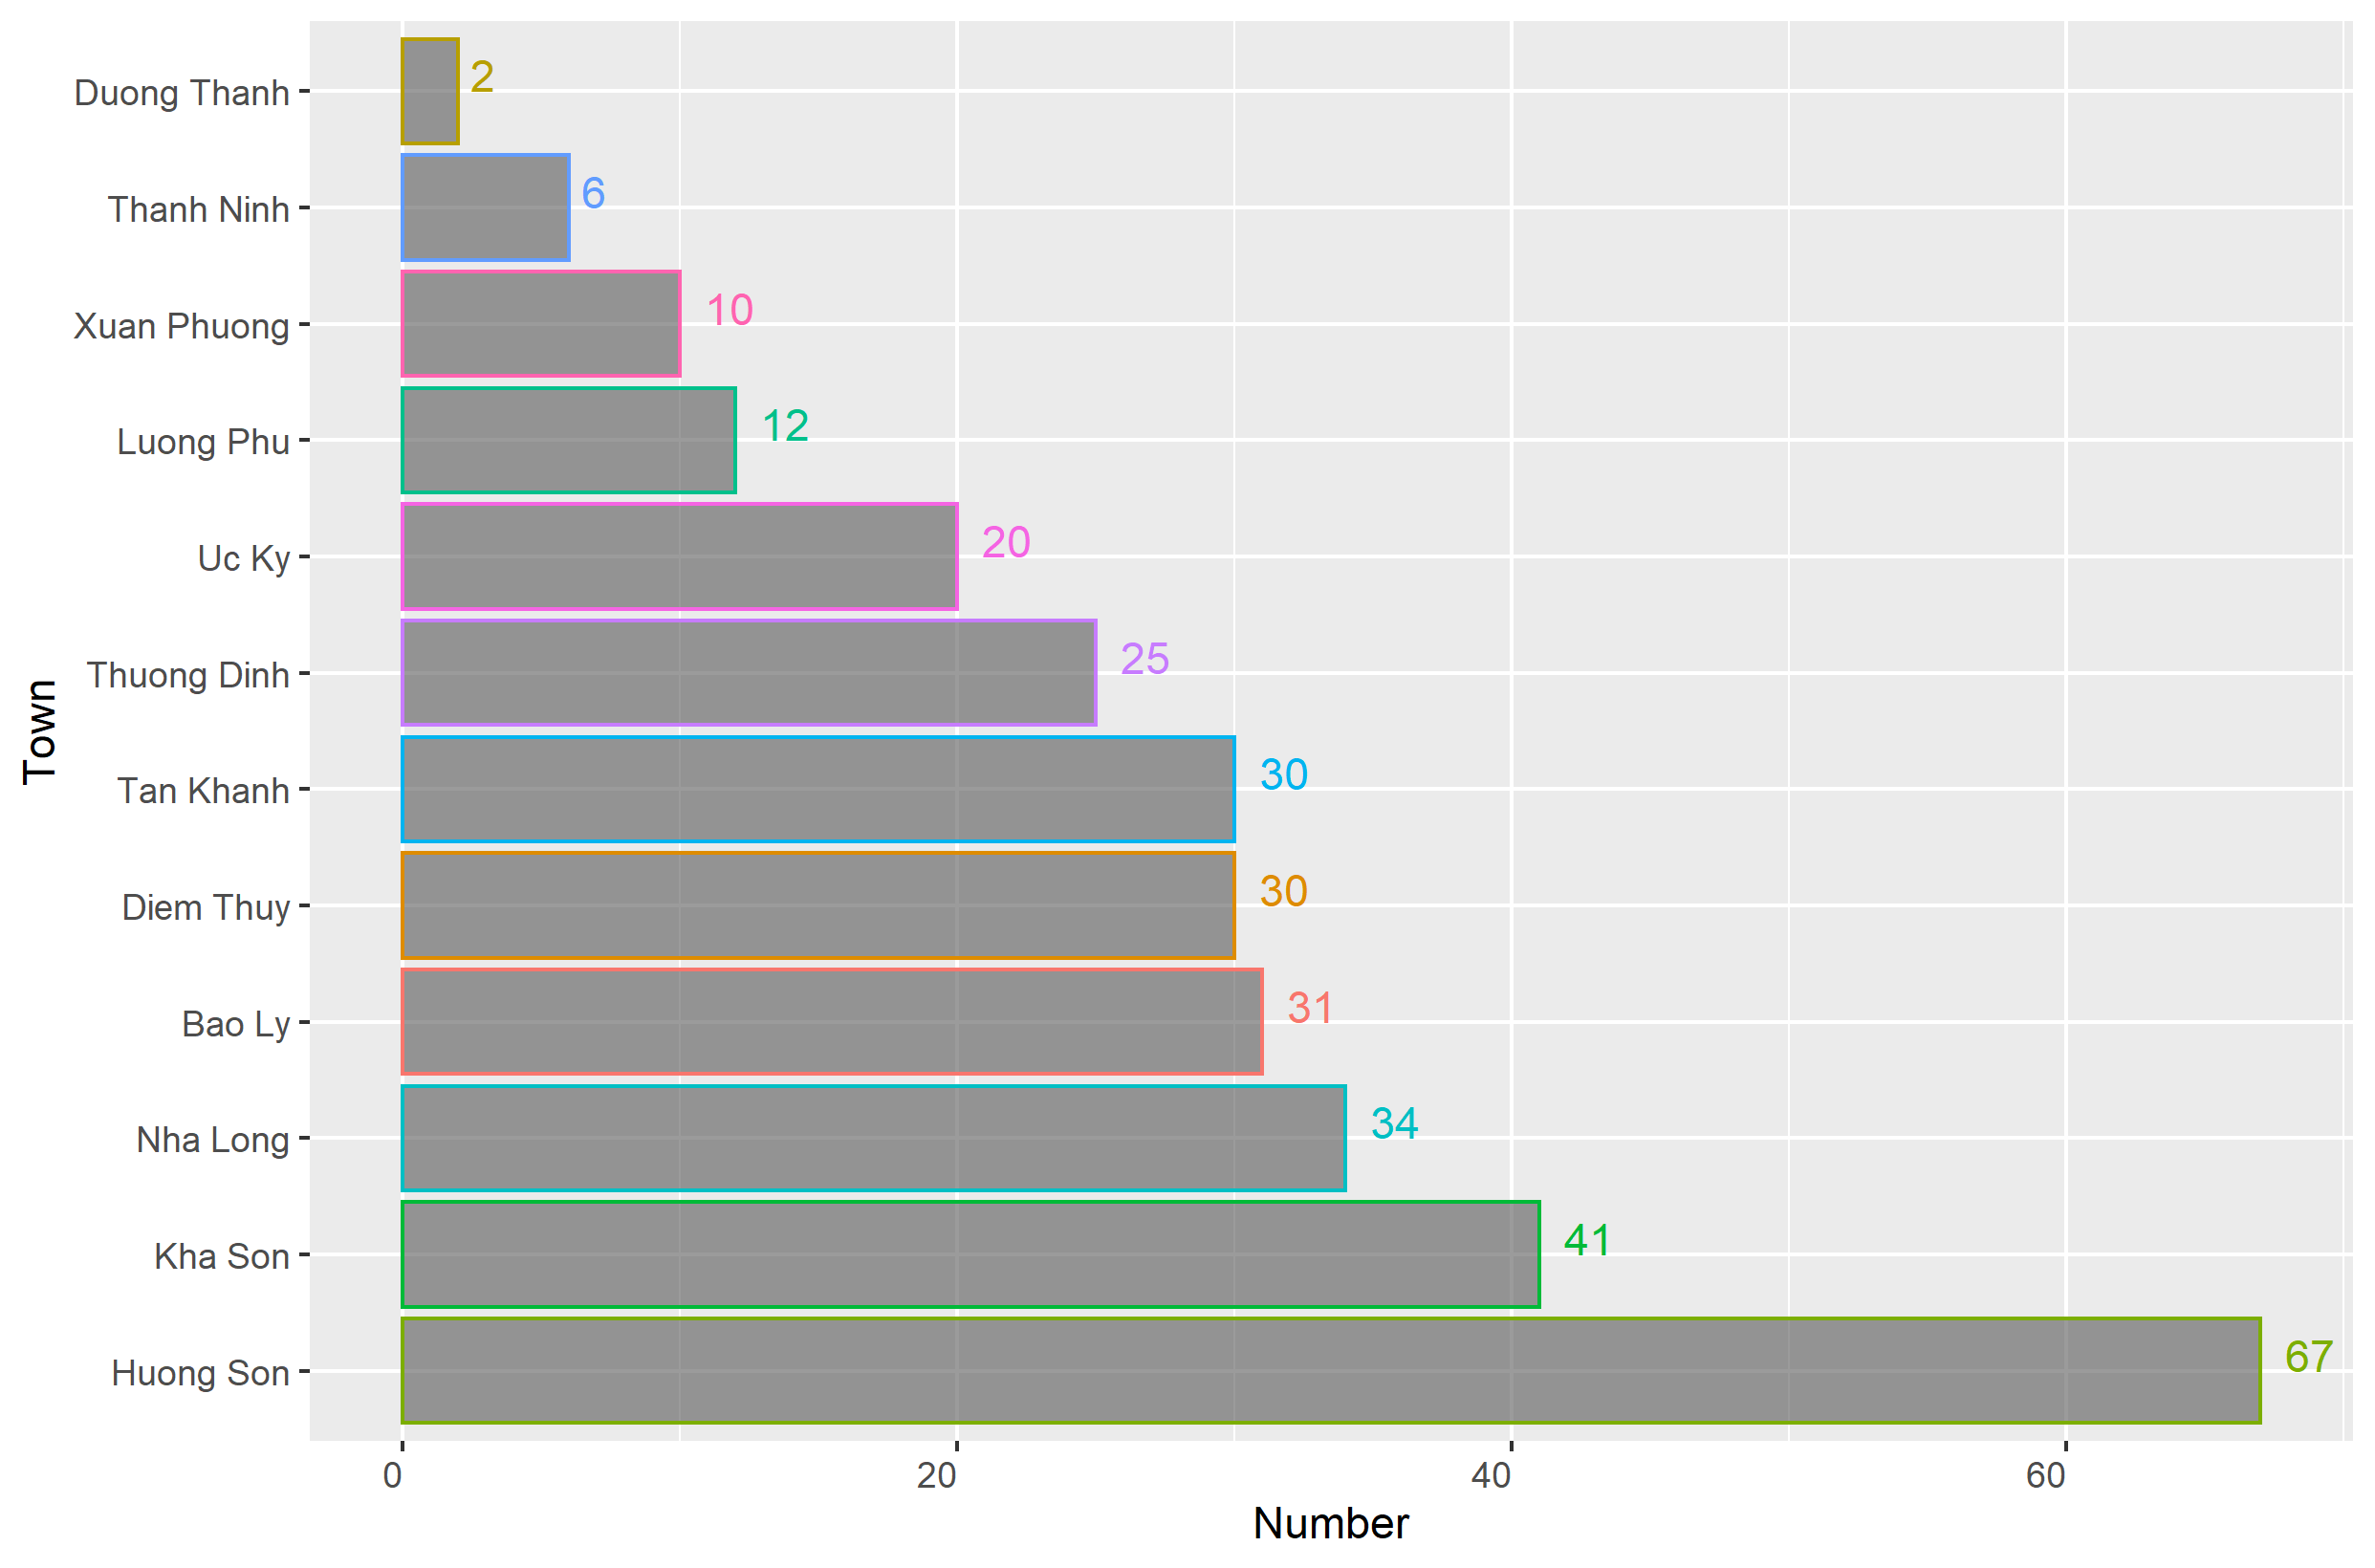 Duong Thanh 2
Thanh Ninh 6
Xuan Phuong 10
Luong Phu 12
Uc Ky 20
Thuong Dinh 25
Tan Khanh 30
Diem Thuy 30
Bao Ly 31
Nha Long 34
Kha Son 41
Huong Son 67
Town
0 20 40 60
Number